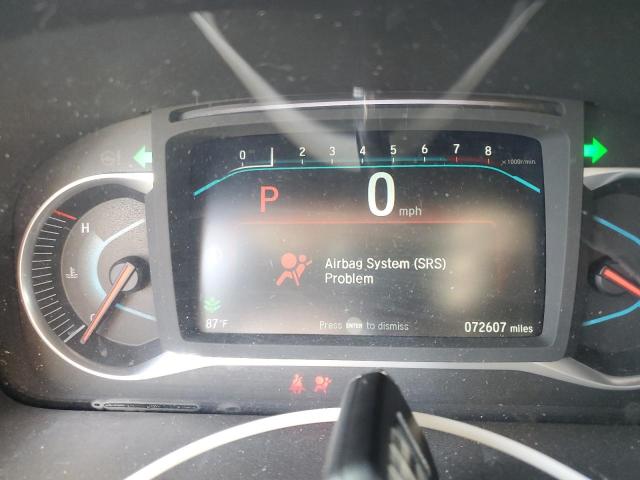 0 2 3 4 5 6 7 8
x1000r/min
P 0 mph
H
Airbag System (SRS)
Problem
C
87°F Press ENTER to dismiss 072607 miles